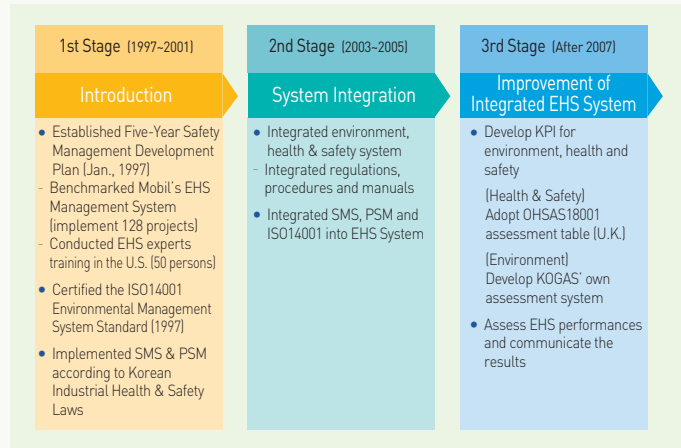 1st Stage (1997~2001)
Introduction
• Established Five-Year Safety
Management Development
Plan (Jan., 1997)
- Benchmarked Mobil's EHS
Management System
(implement 128 projects)
- Conducted EHS experts
training in the U.S. (50 persons)
• Certified the ISO14001
Environmental Management
System Standard (1997)
• Implemented SMS & PSM
according to Korean
Industrial Health & Safety
Laws
2nd Stage (2003~2005)
System Integration
• Integrated environment,
health & safety system
- Integrated regulations,
procedures and manuals
• Integrated SMS, PSM and
ISO14001 into EHS System
3rd Stage (After 2007)
Improvement of
Integrated EHS System
• Develop KPI for
environment, health and
safety
(Health & Safety)
Adopt OHSAS18001
assessment table (U.K.)
(Environment)
Develop KOGAS' own
assessment system
• Assess EHS performances
and communicate the
results